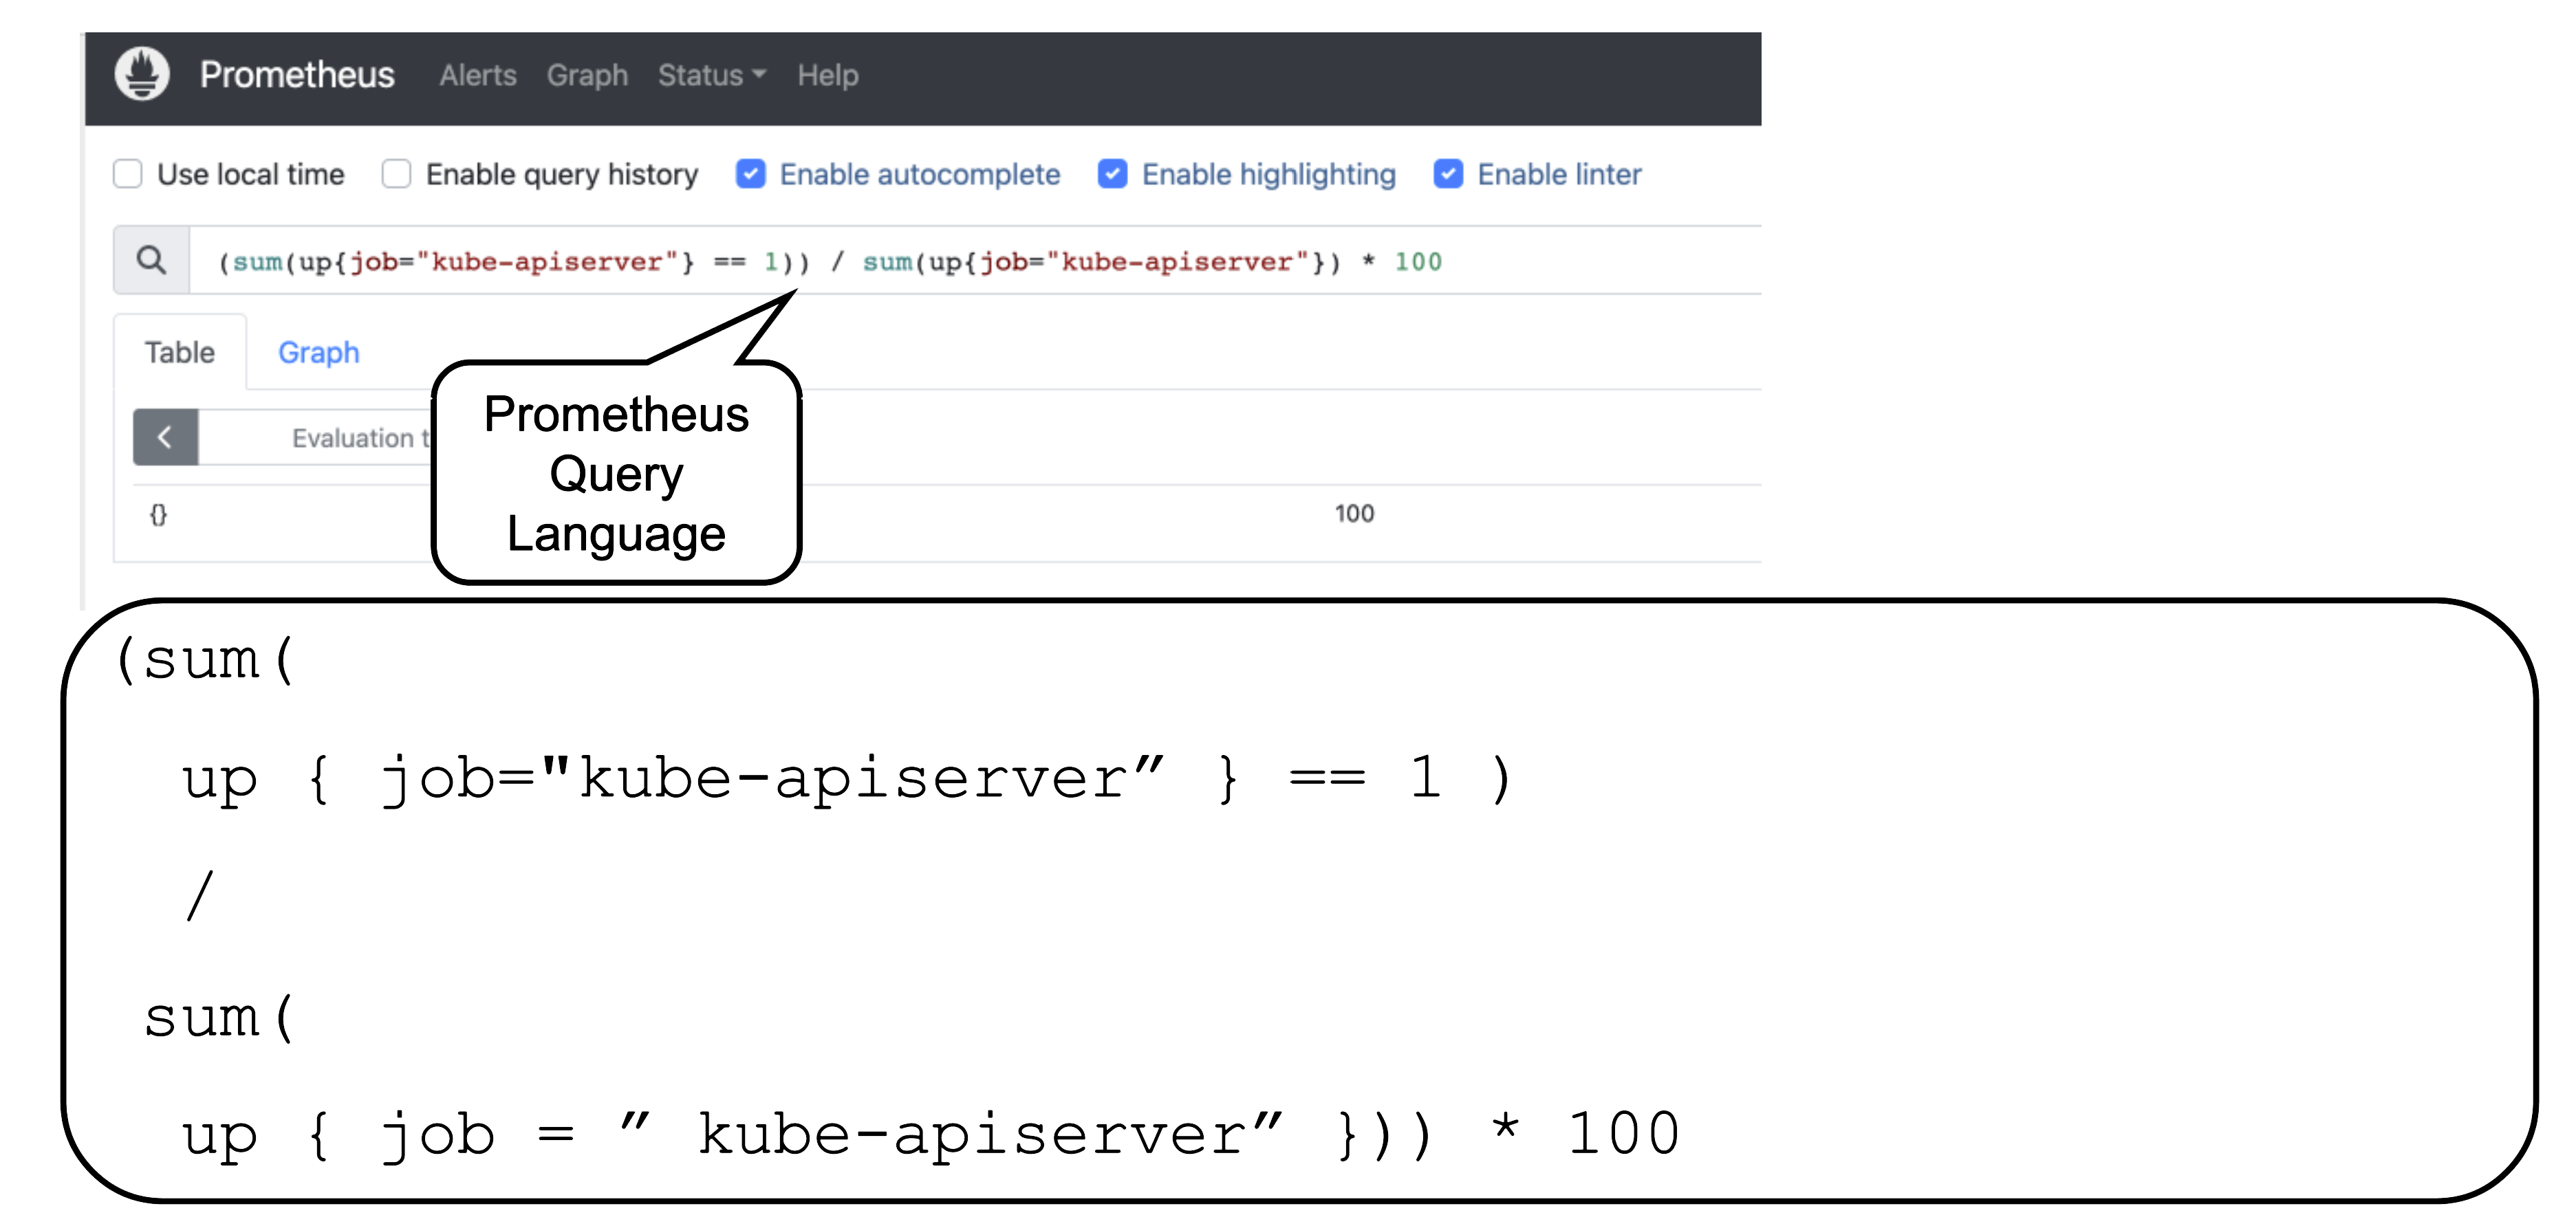 Prometheus Alerts Graph Status Help
Use local time Enable query history Enable autocomplete Enable highlighting Enable linter
(sum(up{job="kube-apiserver"} == 1)) / sum(up{job="kube-apiserver"}) * 100
Table Graph
Evaluation t
{} 100
Prometheus
Query
Language
(sum(
up { job="kube-apiserver” } == 1 )
/
sum(
up { job = ” kube-apiserver” })) * 100